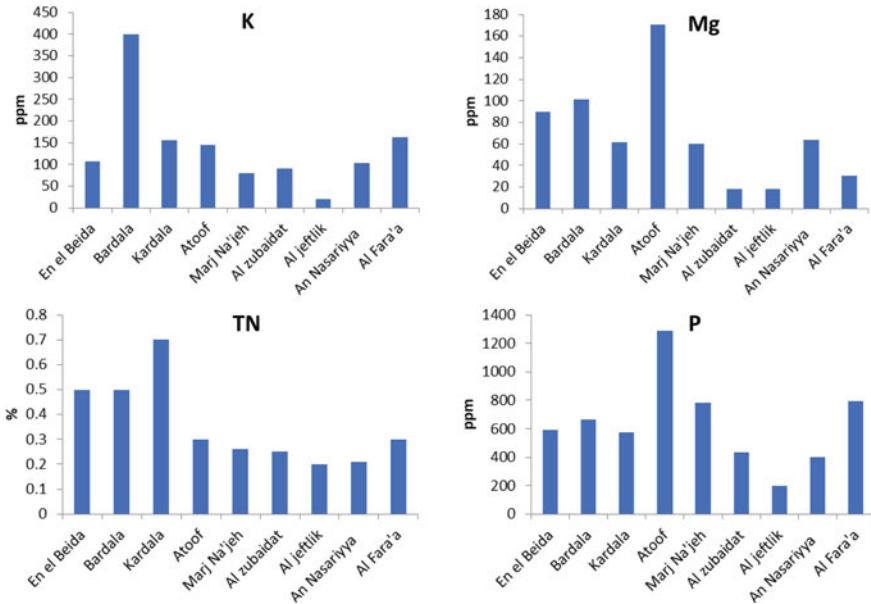 K
450
400
350
300
250
200
150
100
50
0
ppm
En el Beida
Bardala
Kardala
Atoof
Marj Na'jeh
Al zubaidat
Al jeftlik
An Nasariyya
Al Fara'a
Mg
180
160
140
120
100
80
60
40
20
0
ppm
En el Beida
Bardala
Kardala
Atoof
Marj Na'jeh
Al zubaidat
Al jeftlik
An Nasariyya
Al Fara'a
TN
0.8
0.7
0.6
0.5
0.4
0.3
0.2
0.1
0
%
En el Beida
Bardala
Kardala
Atoof
Marj Na'jeh
Al zubaidat
Al jeftlik
An Nasariyya
Al Fara'a
P
1400
1200
1000
800
600
400
200
0
ppm
En el Beida
Bardala
Kardala
Atoof
Marj Na'jeh
Al zubaidat
Al jeftlik
An Nasariyya
Al Fara'a